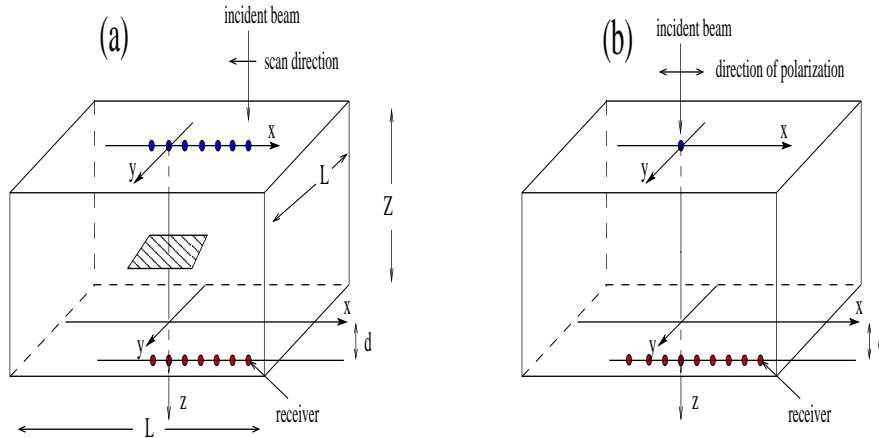 (a)
incident beam
scan direction
x
y
L
Z
x
y
d
z
receiver
L
(b)
incident beam
direction of polarization
x
y
x
y
z
receiver